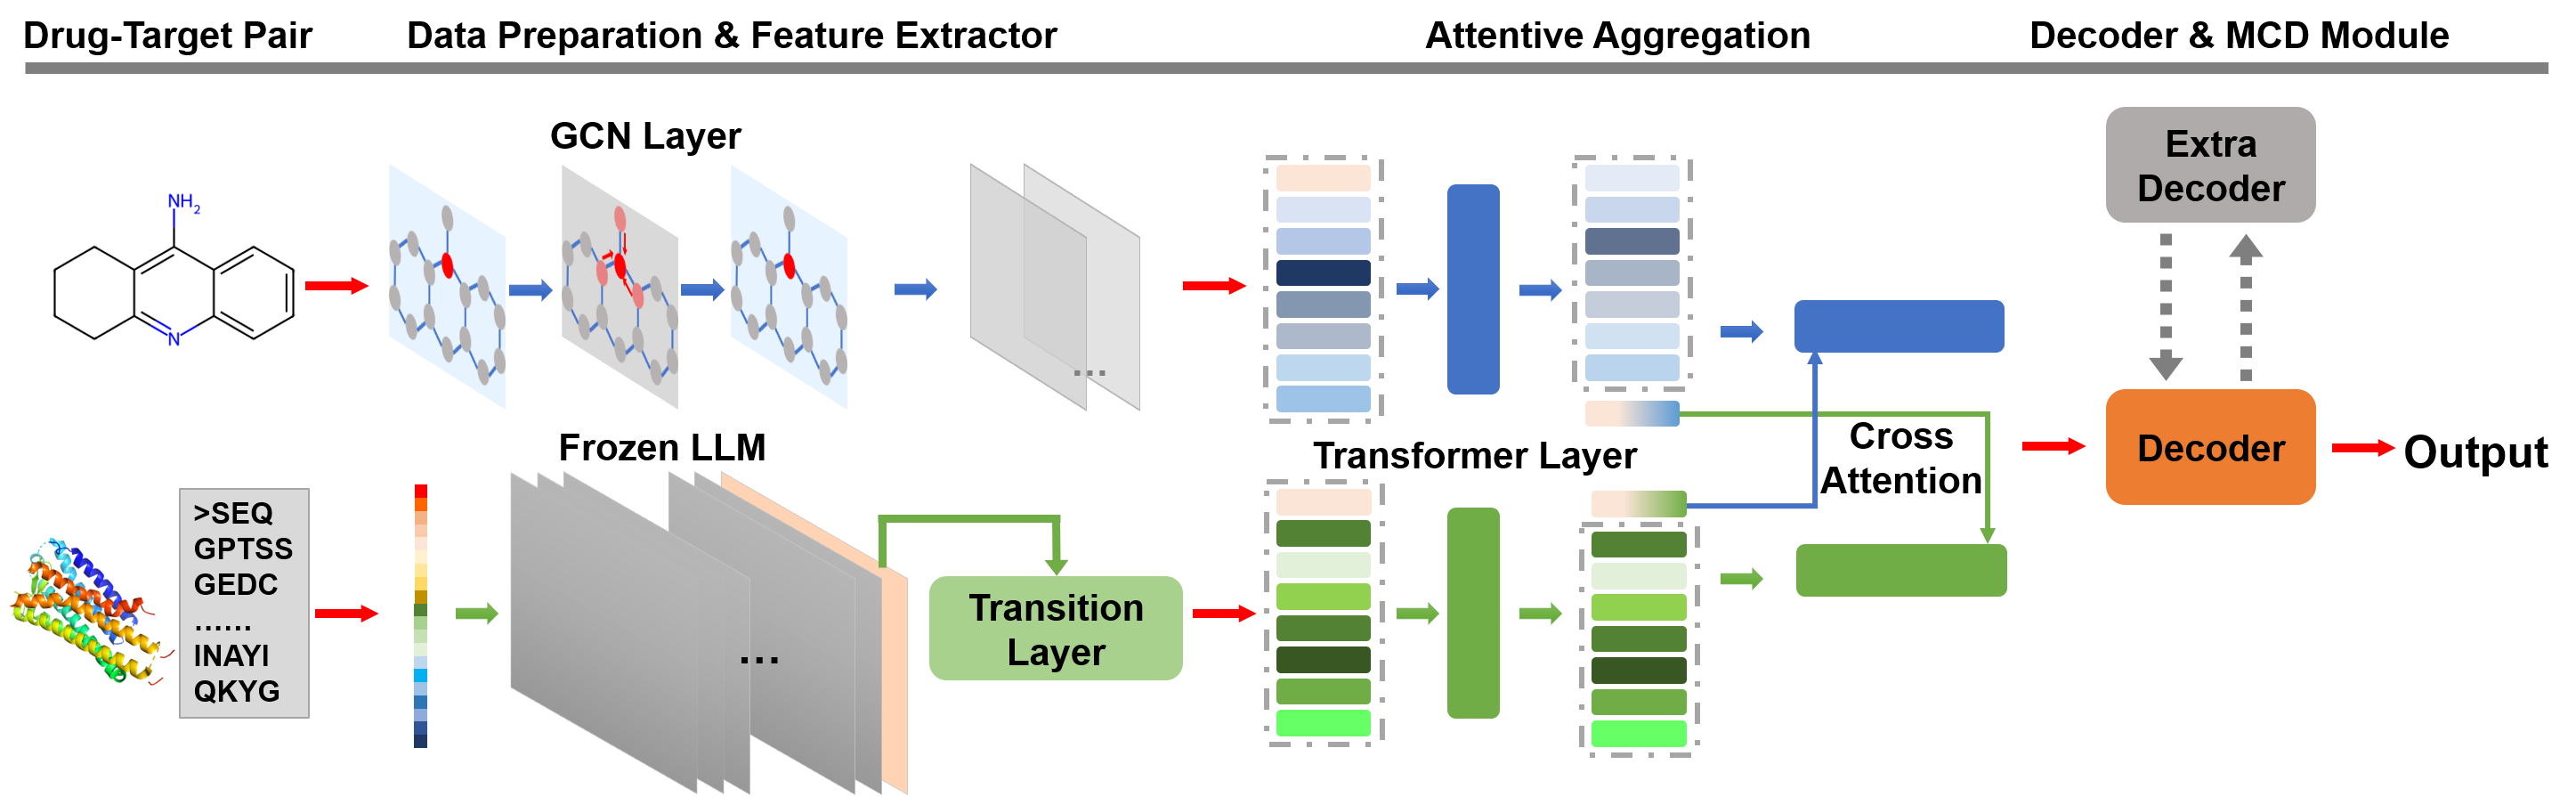 Drug-Target Pair
Data Preparation & Feature Extractor
Attentive Aggregation
Decoder & MCD Module
GCN Layer
NH2
N
...
Extra
Decoder
Frozen LLM
Transformer Layer
Cross
Attention
Decoder
Output
>SEQ
GPTSS
GEDC
......
INAYI
QKYG
...
Transition
Layer